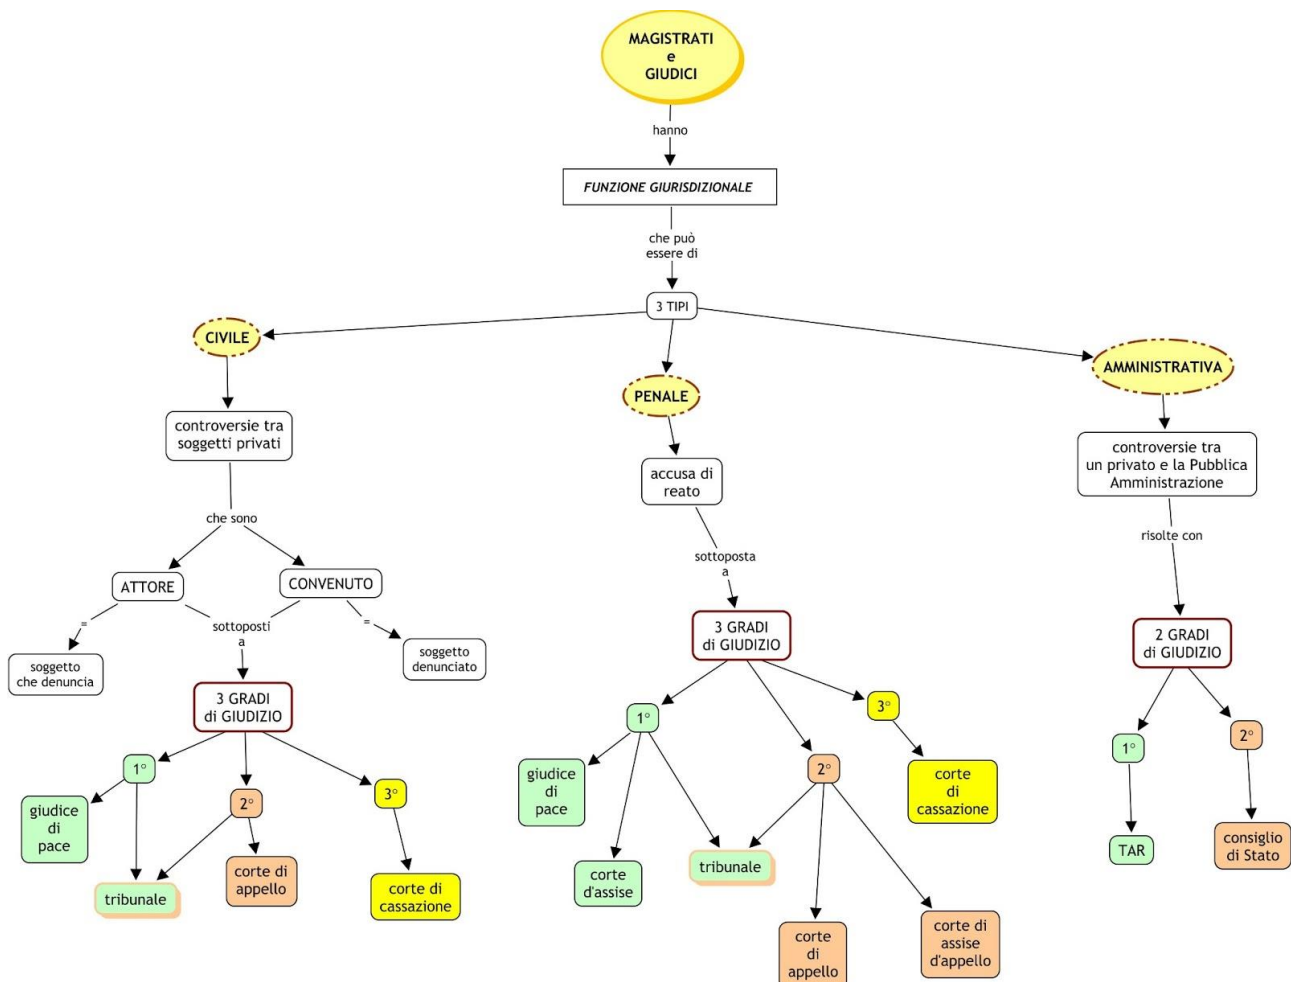 MAGISTRATI
e
GIUDICI
hanno
FUNZIONE GIURISDIZIONALE
che può
essere di
3 TIPI
CIVILE
PENALE
AMMINISTRATIVA
controversie tra
soggetti privati
che sono
ATTORE
CONVENUTO
=
soggetto
che denuncia
sottoposti
a
=
soggetto
denunciato
3 GRADI
di GIUDIZIO
1°
giudice
di
pace
tribunale
2°
corte di
appello
3°
corte di
cassazione
accusa di
reato
sottoposta
a
3 GRADI
di GIUDIZIO
1°
giudice
di
pace
corte
d'assise
tribunale
2°
corte
di
appello
corte di
assise
d'appello
3°
corte
di
cassazione
controversie tra
un privato e la Pubblica
Amministrazione
risolte con
2 GRADI
di GIUDIZIO
1°
TAR
2°
consiglio
di Stato